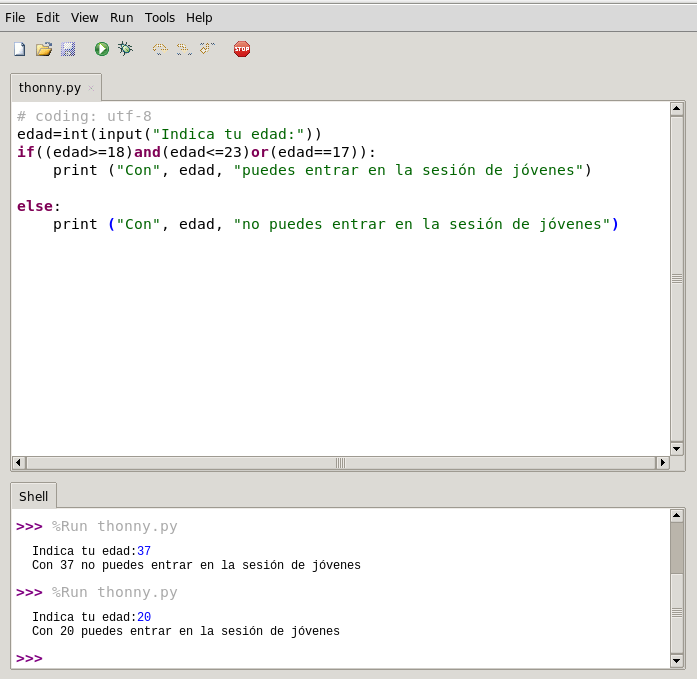 File Edit View Run Tools Help
STOP
thonny.py ×
# coding: utf-8
edad=int(input("Indica tu edad:"))
if((edad>=18)and(edad<=23)or(edad==17)):
    print ("Con", edad, "puedes entrar en la sesión de jóvenes")
else:
    print ("Con", edad, "no puedes entrar en la sesión de jóvenes")
Shell
>>> %Run thonny.py
Indica tu edad:37
Con 37 no puedes entrar en la sesión de jóvenes
>>> %Run thonny.py
Indica tu edad:20
Con 20 puedes entrar en la sesión de jóvenes
>>>